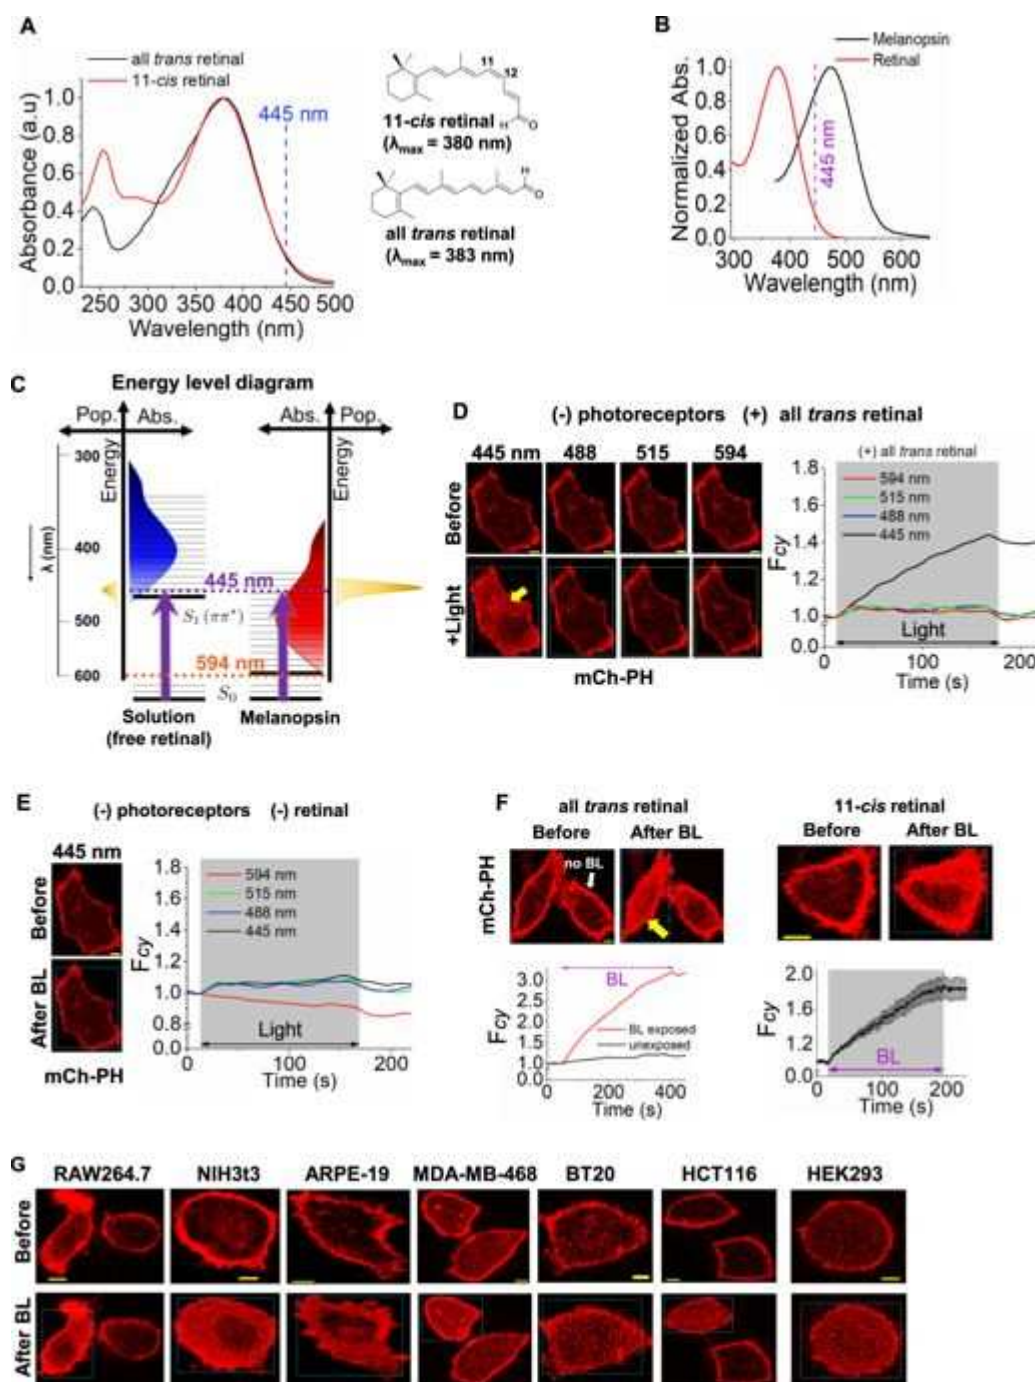 A
all trans retinal
11-cis retinal
445 nm
Absorbance (a.u)
1.0
0.8
0.6
0.4
0.2
0.0
250 300 350 400 450 500
Wavelength (nm)
11
12
H
O
11-cis retinal
(λmax = 380 nm)
H
O
all trans retinal
(λmax = 383 nm)
B
Melanopsin
Retinal
Normalized Abs.
1.0
0.8
0.6
0.4
0.2
0.0
445 nm
300 400 500 600
Wavelength (nm)
C
Energy level diagram
Pop. Abs. Abs. Pop.
Energy
Energy
λ (nm)
300
400
500
600
445 nm
S1 (ππ*)
594 nm
S0
Solution
(free retinal)
Melanopsin
D
(-) photoreceptors (+) all trans retinal
445 nm 488 515 594
Before
+Light
mCh-PH
(+) all trans retinal
594 nm
515 nm
488 nm
445 nm
Fcy
1.8
1.6
1.4
1.2
1.0
0.0
Light
0 100 200
Time (s)
E
(-) photoreceptors (-) retinal
445 nm
Before
After BL
mCh-PH
594 nm
515 nm
488 nm
445 nm
Fcy
1.8
1.6
1.4
1.2
1.0
0.8
0.0
Light
0 100 200
Time (s)
F
all trans retinal
Before After BL
no BL
mCh-PH
BL
Fcy
3.0
2.5
2.0
1.5
1.0
0.0
BL exposed
unexposed
0 200 400
Time (s)
11-cis retinal
Before After BL
Fcy
2.0
1.6
1.2
0.0
BL
0 100 200
Time (s)
G
RAW264.7 NIH3t3 ARPE-19 MDA-MB-468 BT20 HCT116 HEK293
Before
After BL